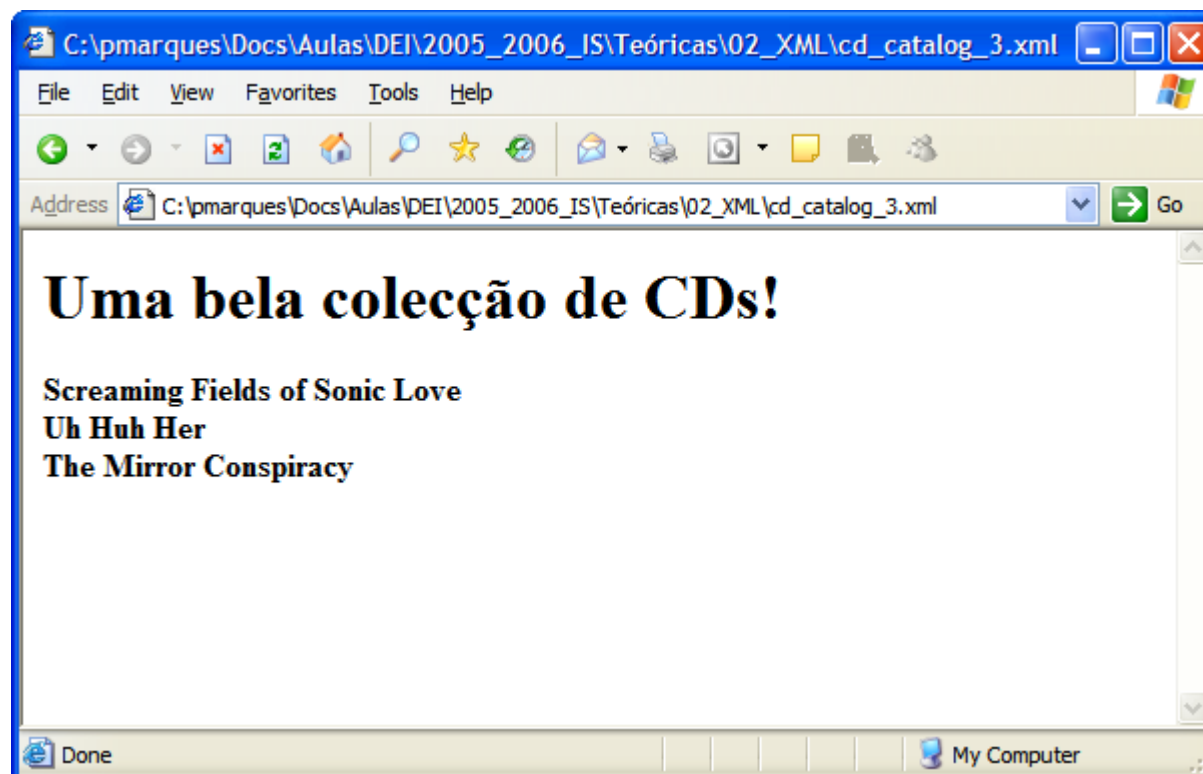 C:\pmarques\Docs\Aulas\DEI\2005_2006_IS\Teóricas\02_XML\cd_catalog_3.xml
File Edit View Favorites Tools Help
Address C:\pmarques\Docs\Aulas\DEI\2005_2006_IS\Teóricas\02_XML\cd_catalog_3.xml Go
Uma bela colecção de CDs!
Screaming Fields of Sonic Love
Uh Huh Her
The Mirror Conspiracy
Done My Computer